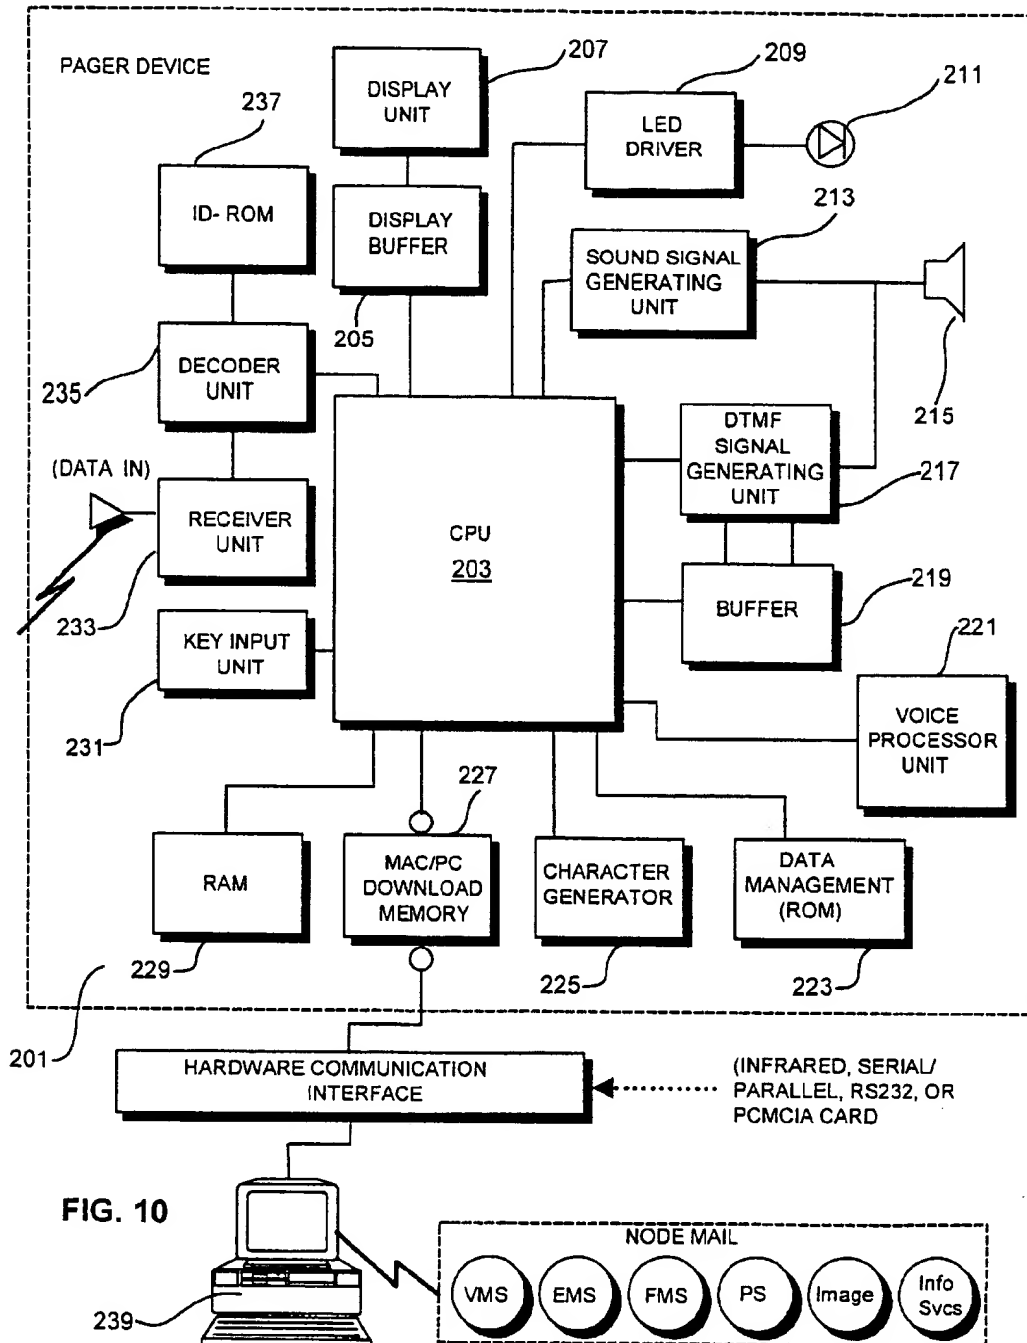 PAGER DEVICE
207
209
211
DISPLAY
UNIT
LED
DRIVER
237
ID- ROM
DISPLAY
BUFFER
213
SOUND SIGNAL
GENERATING
UNIT
205
235
DECODER
UNIT
215
(DATA IN)
DTMF
SIGNAL
GENERATING
UNIT
217
RECEIVER
UNIT
CPU
203
233
BUFFER
219
KEY INPUT
UNIT
221
231
VOICE
PROCESSOR
UNIT
227
RAM
MAC/PC
DOWNLOAD
MEMORY
CHARACTER
GENERATOR
DATA
MANAGEMENT
(ROM)
229
225
223
201
HARDWARE COMMUNICATION
INTERFACE
(INFRARED, SERIAL/
PARALLEL, RS232, OR
PCMCIA CARD
FIG. 10
NODE MAIL
VMS
EMS
FMS
PS
Image
Info
Svcs
239